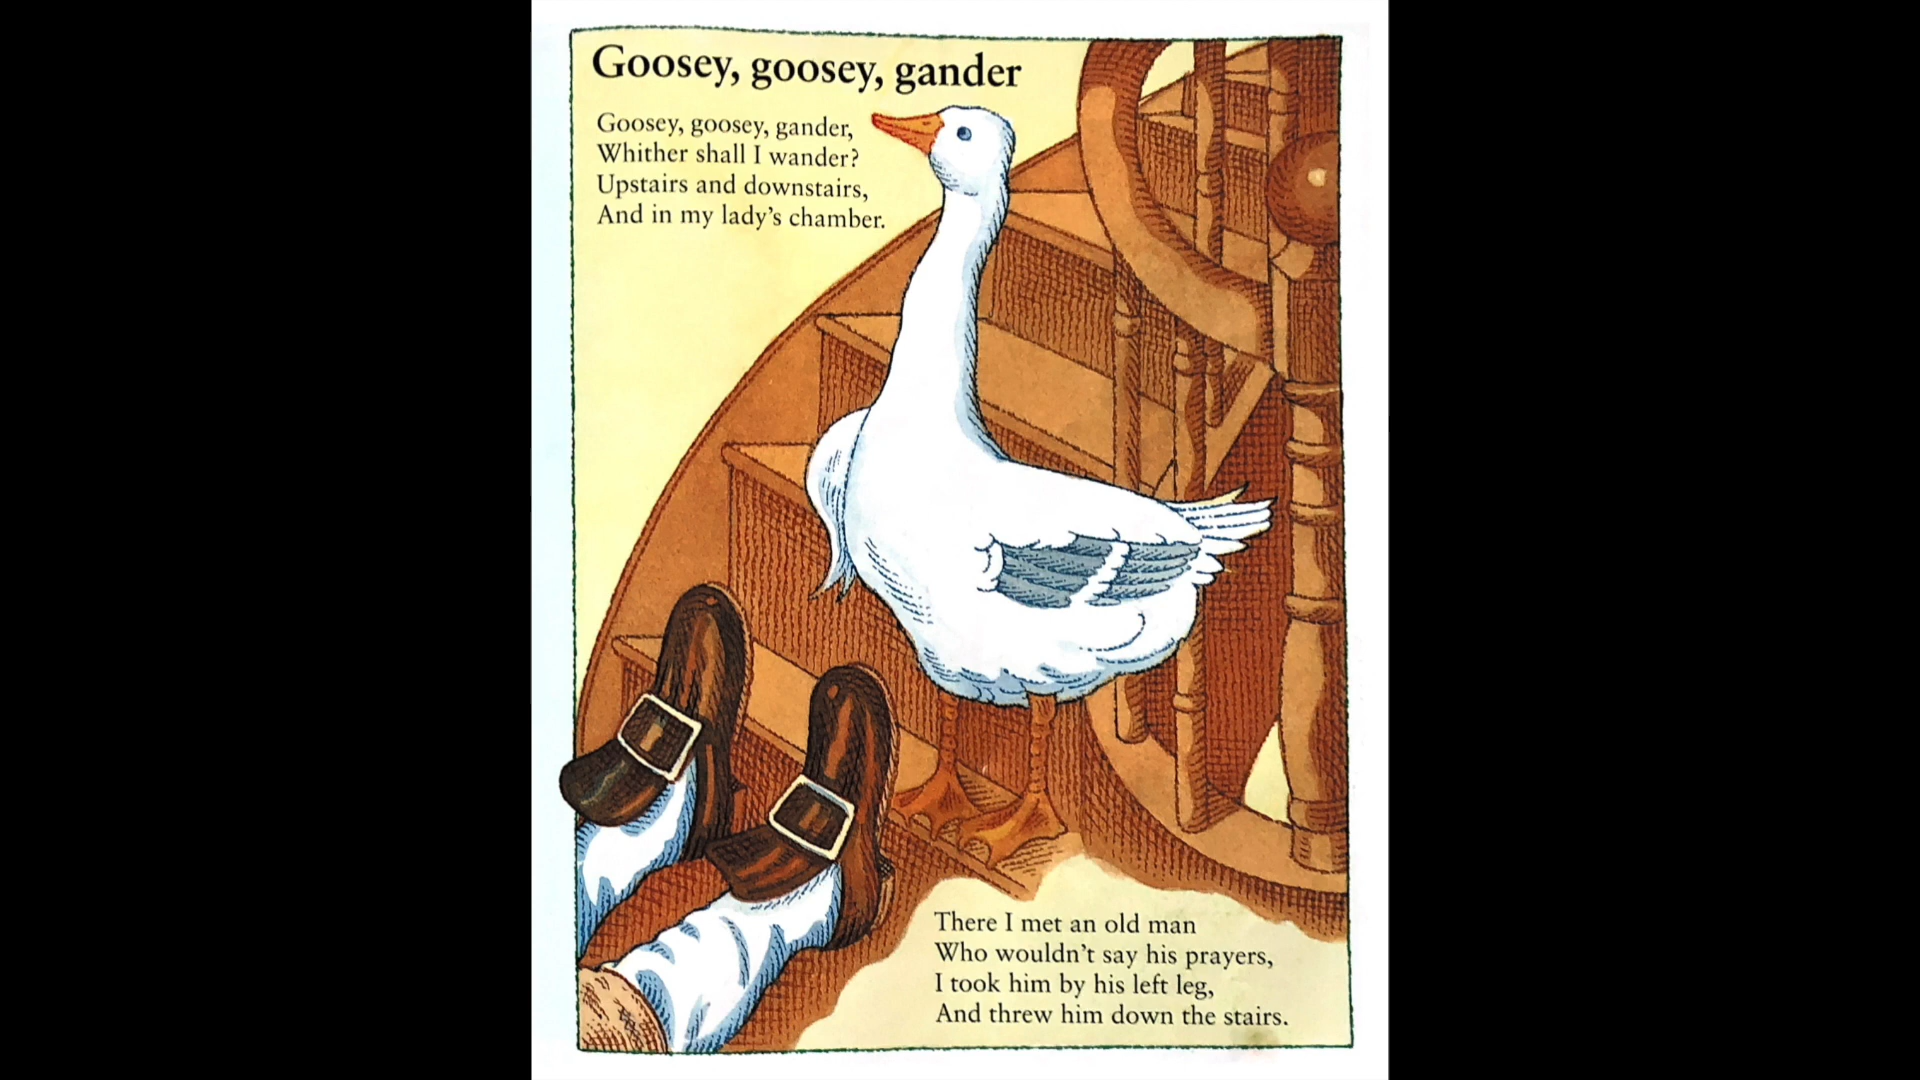 Goosey, goosey, gander
Goosey, goosey, gander,
Whither shall I wander?
Upstairs and downstairs,
And in my lady's chamber.
There I met an old man
Who wouldn't say his prayers,
I took him by his left leg,
And threw him down the stairs.